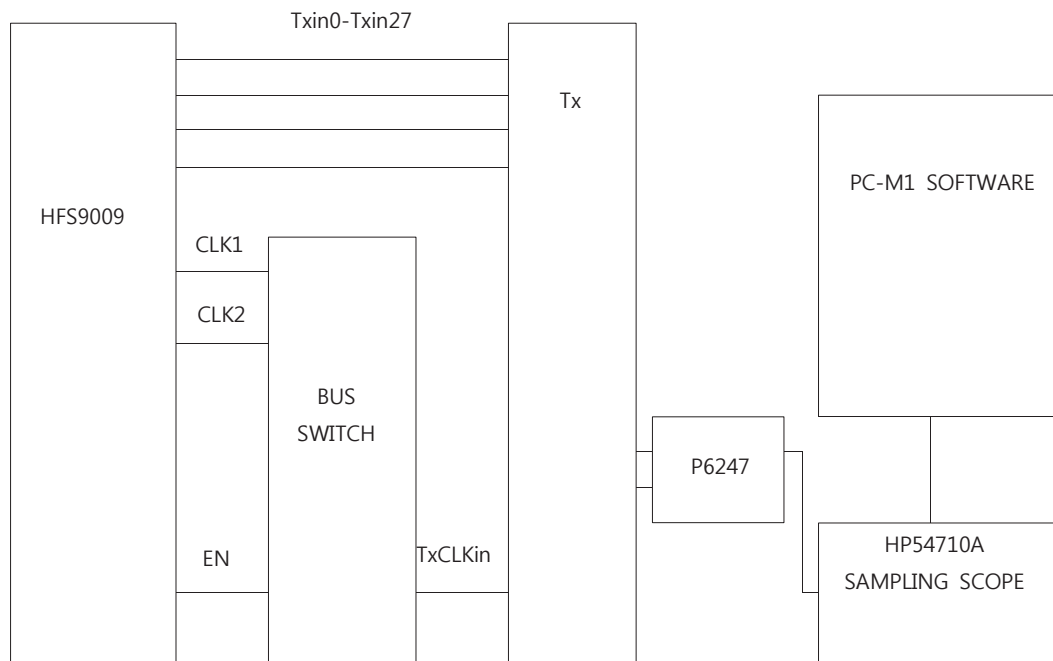 Txin0-Txin27
Tx
HFS9009
PC-M1 SOFTWARE
CLK1
CLK2
BUS
SWITCH
P6247
EN
TxCLKin
HP54710A
SAMPLING SCOPE